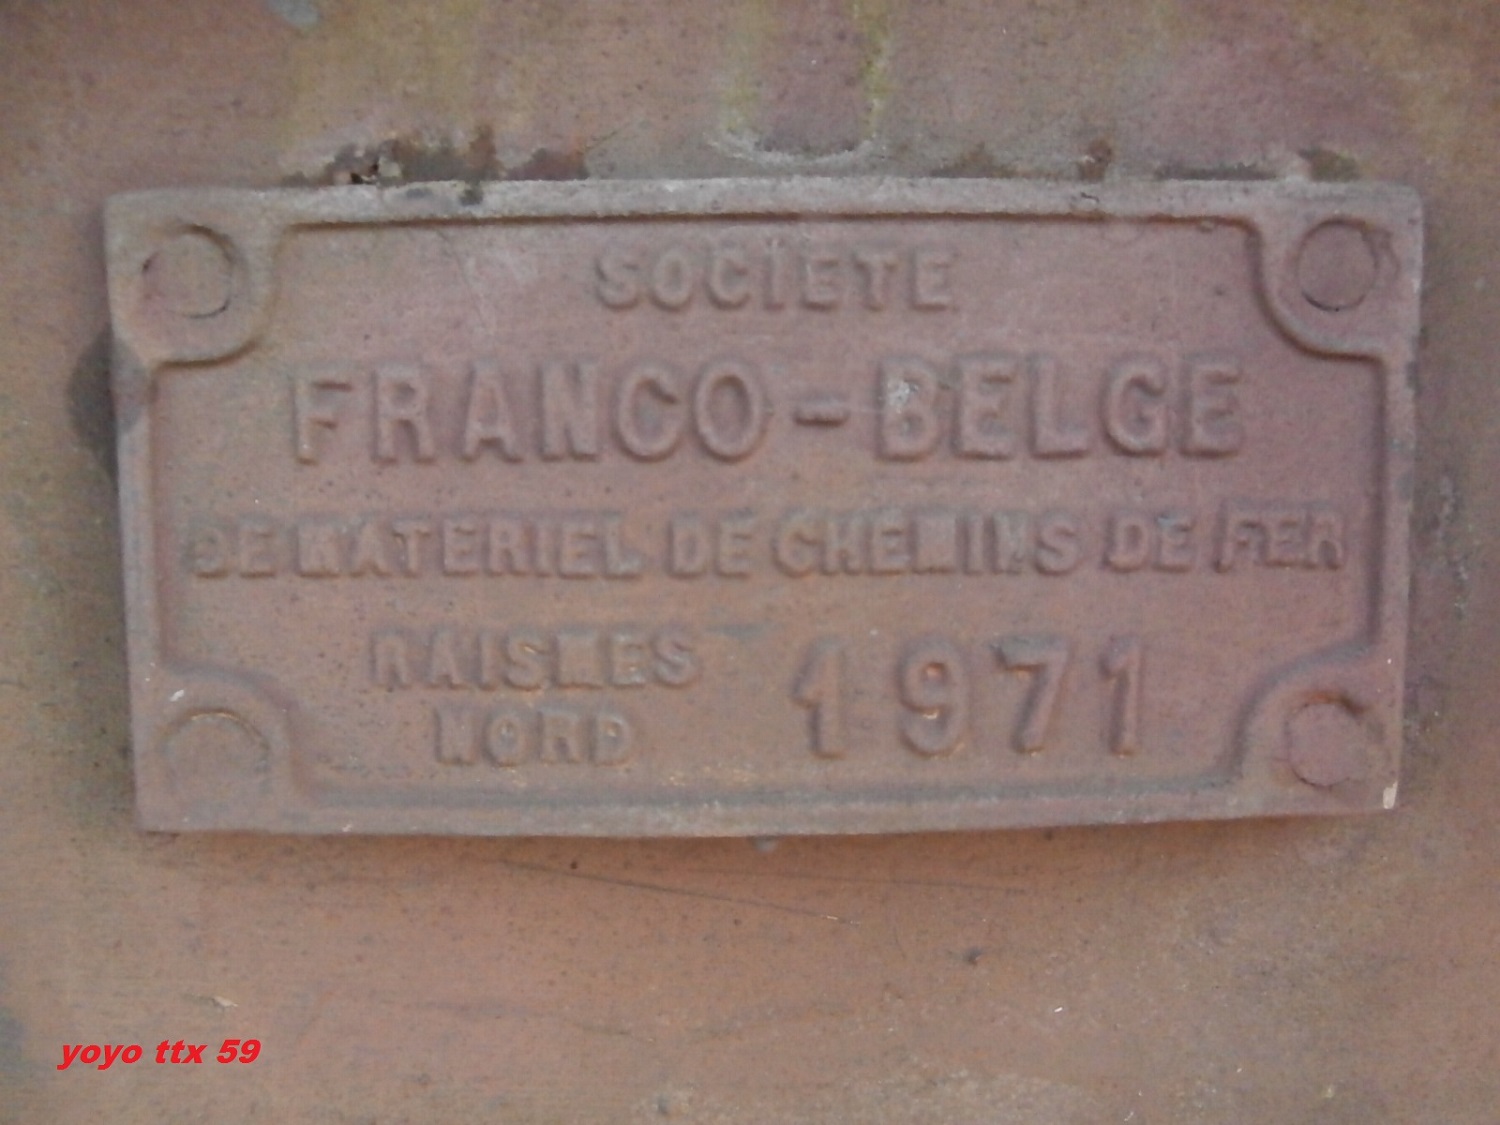 SOCIETE
FRANCO-BELGE
DE MATERIEL DE CHEMINS DE FER
RAISMES
NORD
1971
yoyo ttx 59